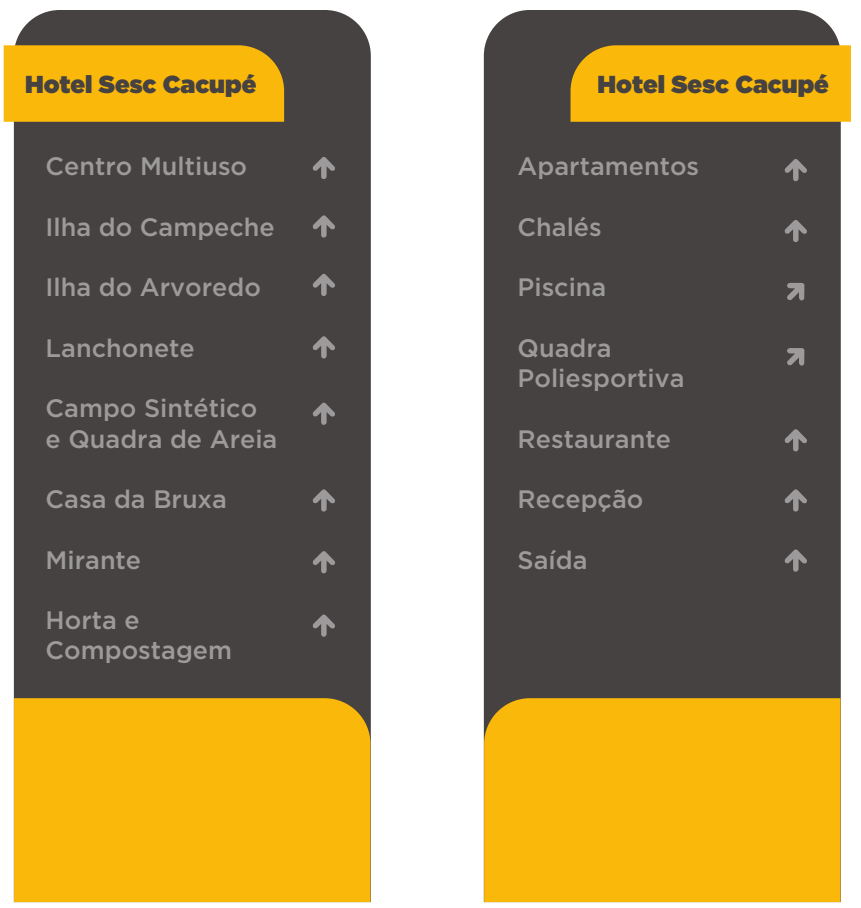 Hotel Sesc Cacupé
Centro Multiuso
Ilha do Campeche
Ilha do Arvoredo
Lanchonete
Campo Sintético
e Quadra de Areia
Casa da Bruxa
Mirante
Horta e
Compostagem
Hotel Sesc Cacupé
Apartamentos
Chalés
Piscina
Quadra
Poliesportiva
Restaurante
Recepção
Saída